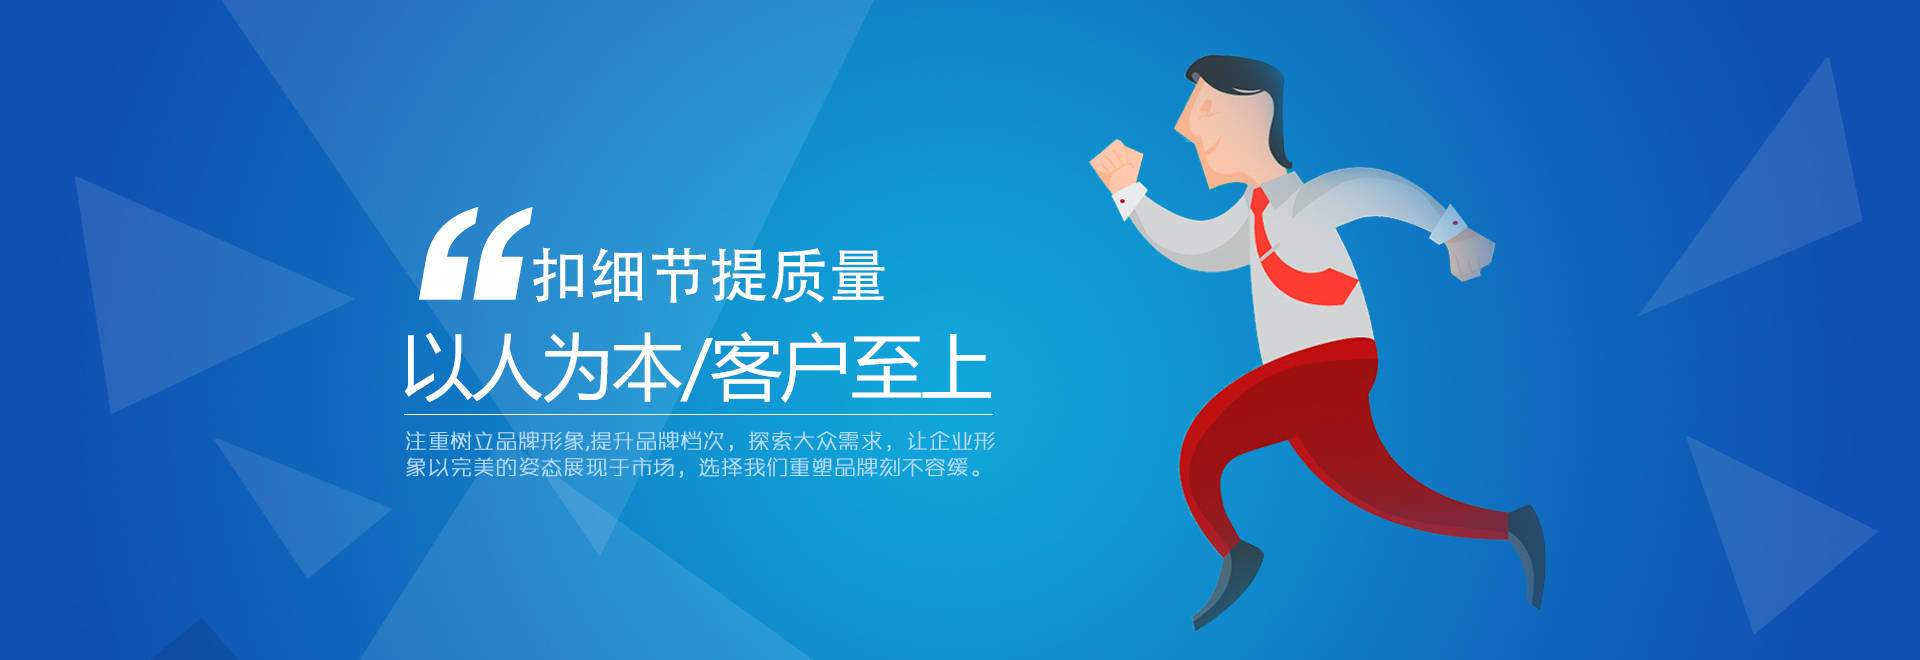 “扣细节提质量
以人为本/客户至上
注重树立品牌形象,提升品牌档次，探索大众需求，让企业形
象以完美的姿态展现于市场，选择我们重塑品牌刻不容缓。